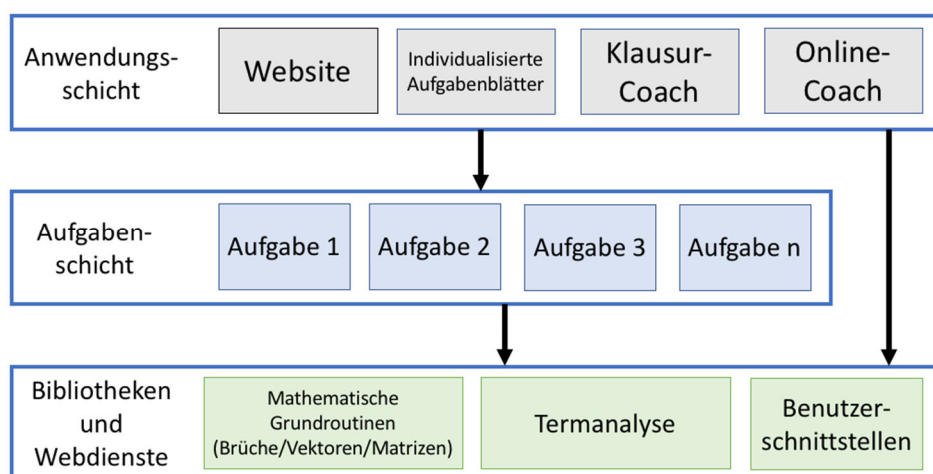 Anwendungs-
schicht
Website
Individualisierte
Aufgabenblätter
Klausur-
Coach
Online-
Coach
Aufgaben-
schicht
Aufgabe 1
Aufgabe 2
Aufgabe 3
Aufgabe n
Bibliotheken
und
Webdienste
Mathematische
Grundroutinen
(Brüche/Vektoren/Matrizen)
Termanalyse
Benutzer-
schnittstellen